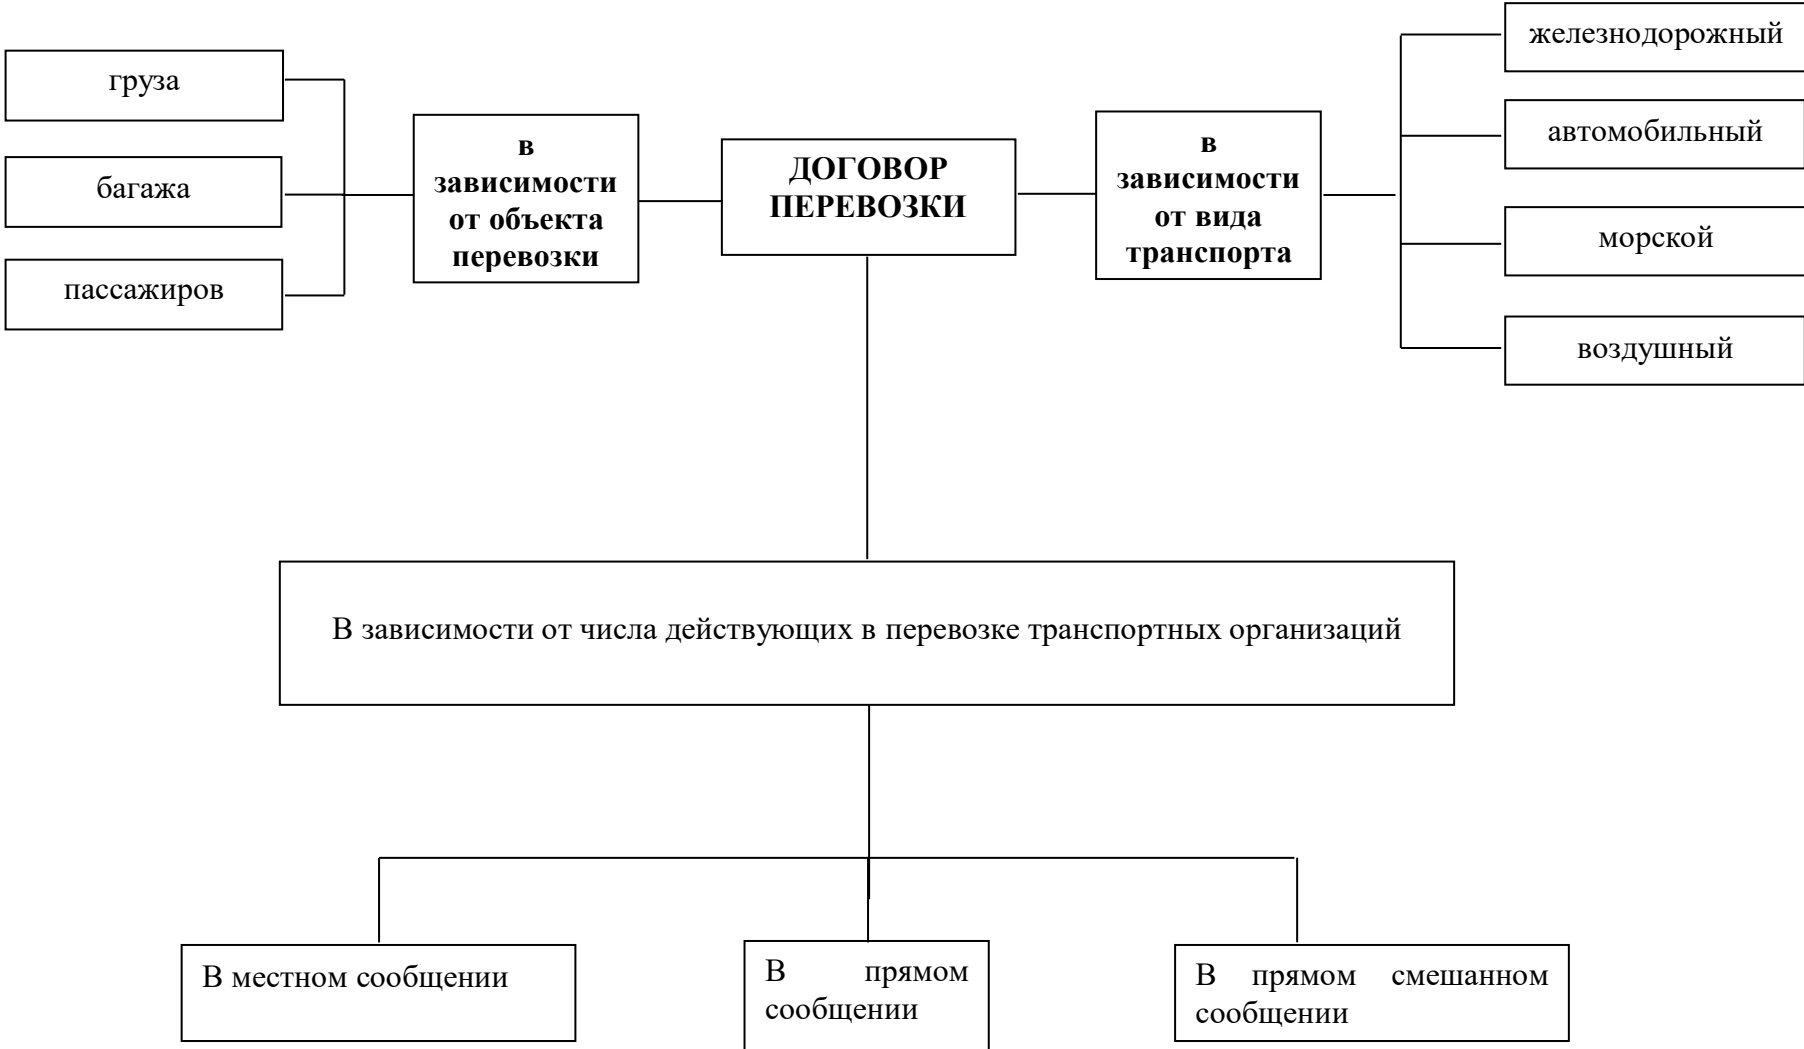 груза
багажа
пассажиров
в
зависимости
от объекта
перевозки
ДОГОВОР
ПЕРЕВОЗКИ
в
зависимости
от вида
транспорта
железнодорожный
автомобильный
морской
воздушный
В зависимости от числа действующих в перевозке транспортных организаций
В местном сообщении
В прямом
сообщении
В прямом смешанном
сообщении